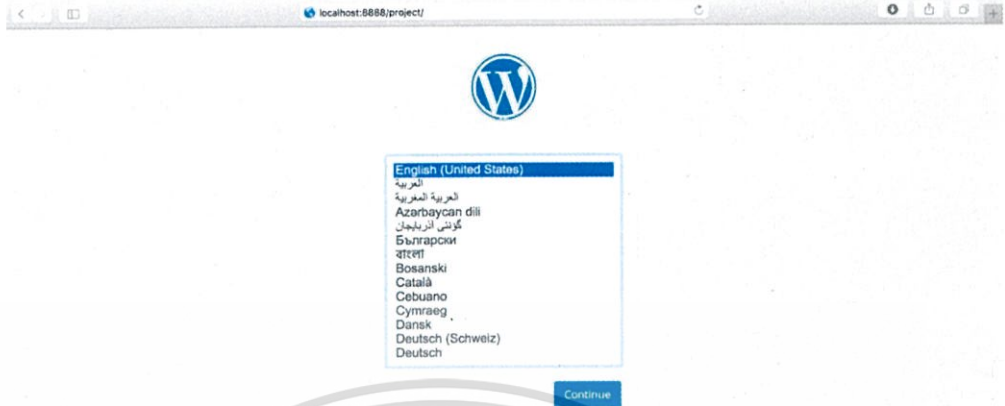 localhost:8888/project/
English (United States)
العربية
العربية المغربية
Azərbaycan dili
گؤنئی آذربایجان
Български
বাংলা
Bosanski
Català
Cebuano
Cymraeg
Dansk
Deutsch (Schweiz)
Deutsch
Continue